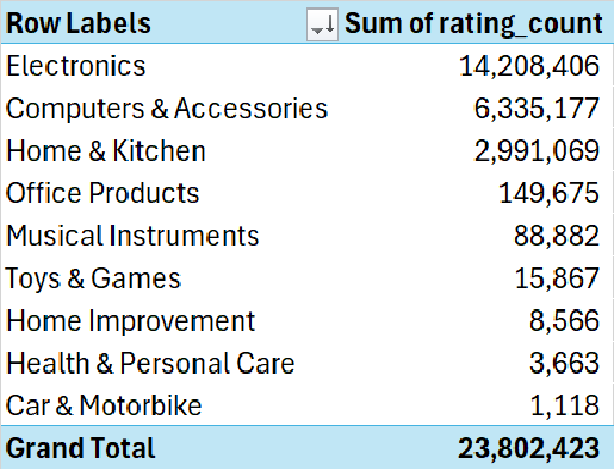 Row Labels Sum of rating_count
Electronics 14,208,406
Computers & Accessories 6,335,177
Home & Kitchen 2,991,069
Office Products 149,675
Musical Instruments 88,882
Toys & Games 15,867
Home Improvement 8,566
Health & Personal Care 3,663
Car & Motorbike 1,118
Grand Total 23,802,423